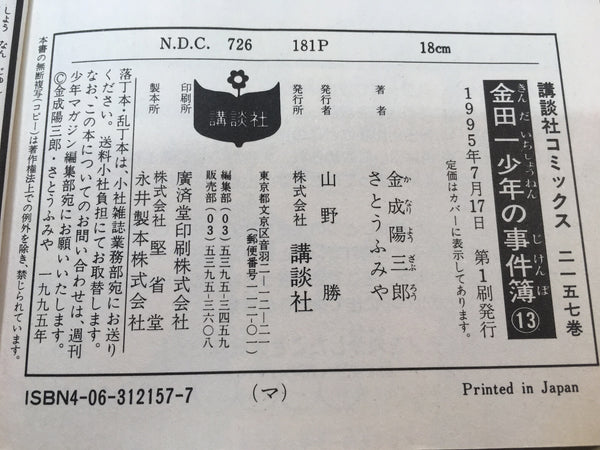 N.D.C. 726 181P 18cm
講談社コミックス 二一五七巻
金田一少年の事件簿⑬
きんだいちしょうねん じけんぼ
1995年7月17日 第1刷発行
定価はカバーに表示してあります。
著者 金成陽三郎
かなりようざぶろう
さとうふみや
発行者 山野 勝
発行所 株式会社 講談社
東京都文京区音羽二―一二―二一
(郵便番号 一一二―〇一)
編集部(03)五三九五―三四五九
販売部(03)五三九五―三六〇八
講談社
印刷所 廣済堂印刷株式会社
製本所 株式会社 堅省堂
永井製本株式会社
落丁本・乱丁本は、小社雑誌業務部宛にお送り
ください。送料小社負担にてお取替します。
なお、この本についてのお問い合わせは、週刊
少年マガジン編集部宛にお願いいたします。
©金成陽三郎・さとうふみや 一九九五年
本書の無断複写(コピー)は著作権法上での例外を除き、禁じられています。
ISBN4-06-312157-7 (マ) Printed in Japan